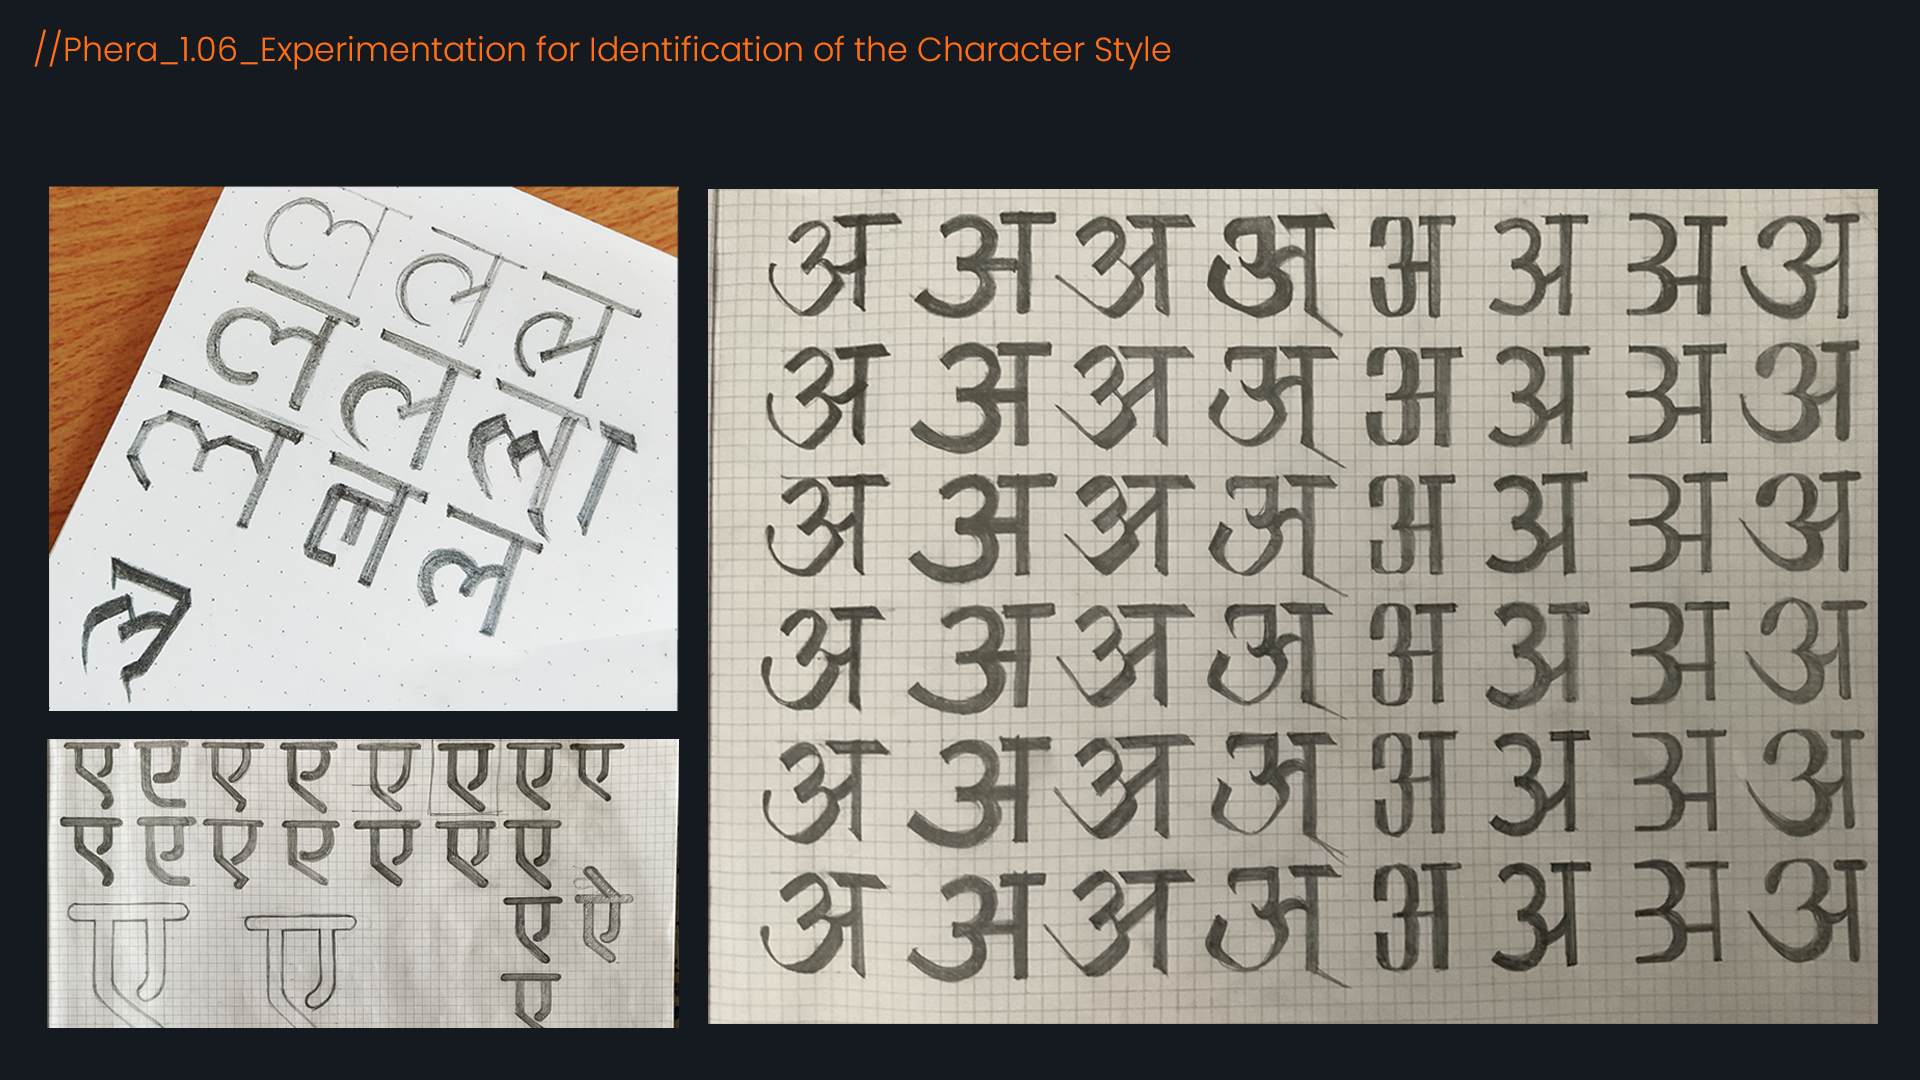 //Phera_1.06_Experimentation for Identification of the Character Style
ल ल ल
ल ल ला
ल ल ल
अ
ए ए ए ए ए ए ए ए
ए ए ए ए ए ए ए
ए ऐ
ए ए ए
अ अ अ अ अ अ अ अ
अ अ अ अ अ अ अ अ
अ अ अ अ अ अ अ अ
अ अ अ अ अ अ अ अ
अ अ अ अ अ अ अ अ
अ अ अ अ अ अ अ अ